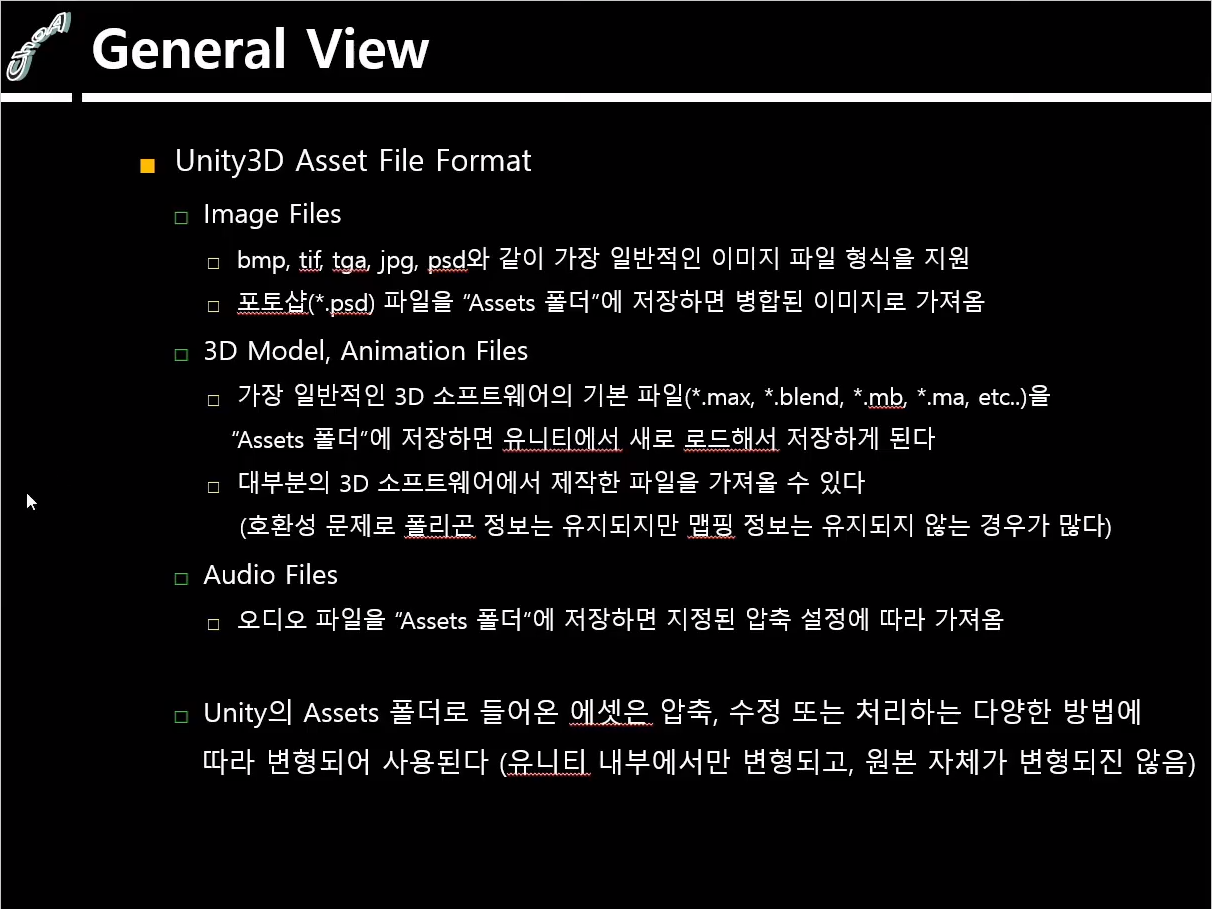 General View
Unity3D Asset File Format
Image Files
bmp, tif, tga, jpg, psd와 같이 가장 일반적인 이미지 파일 형식을 지원
포토샵(*.psd) 파일을 “Assets 폴더”에 저장하면 병합된 이미지로 가져옴
3D Model, Animation Files
가장 일반적인 3D 소프트웨어의 기본 파일(*.max, *.blend, *.mb, *.ma, etc..)을
“Assets 폴더”에 저장하면 유니티에서 새로 로드해서 저장하게 된다
대부분의 3D 소프트웨어에서 제작한 파일을 가져올 수 있다
(호환성 문제로 폴리곤 정보는 유지되지만 맵핑 정보는 유지되지 않는 경우가 많다)
Audio Files
오디오 파일을 “Assets 폴더”에 저장하면 지정된 압축 설정에 따라 가져옴
Unity의 Assets 폴더로 들어온 에셋은 압축, 수정 또는 처리하는 다양한 방법에
따라 변형되어 사용된다 (유니티 내부에서만 변형되고, 원본 자체가 변형되진 않음)